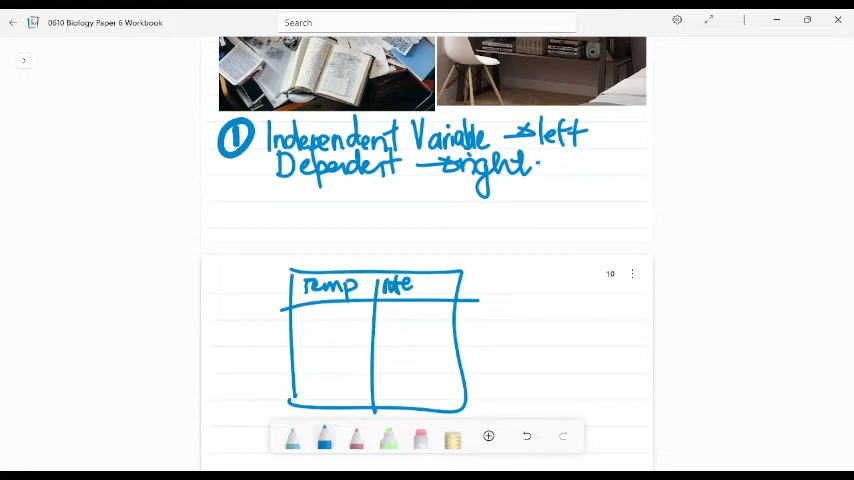 0610 Biology Paper 6 Workbook
Search
① Independent Variable → left
Dependent → right.
10
Temp rate